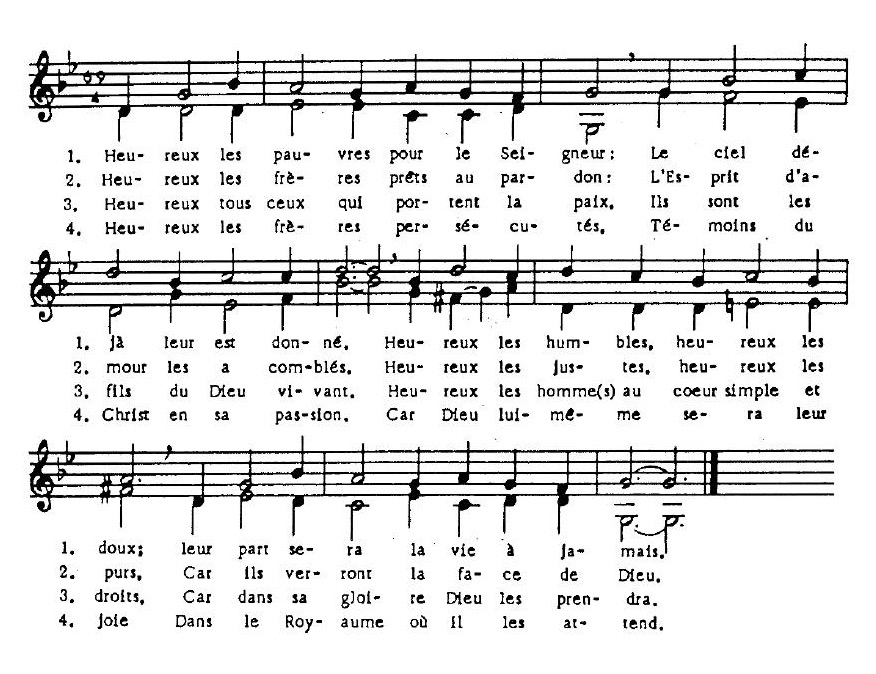 6 9
4
1. Heu- reux les pau- vres pour le Sei- gneur: Le ciel dé-
2. Heu- reux les frè- res prêts au par- don: L'Es- prit d'a-
3. Heu- reux tous ceux qui por- tent la paix, Ils sont les
4. Heu- reux les frè- res per- sé- cu- tés, Té- moins du
1. jà leur est don- né. Heu- reux les hum- bles, heu- reux les
2. mour les a com- blés. Heu- reux les jus- tes, heu- reux les
3. fils du Dieu vi- vant. Heu- reux les homme(s) au coeur simple et
4. Christ en sa pas- sion. Car Dieu lui- mê- me se- ra leur
1. doux; leur part se- ra la vie à ja- mais.
2. purs, Car ils ver- ront la fa- ce de Dieu.
3. droits, Car dans sa gloi- re Dieu les pren- dra.
4. joie Dans le Roy- aume où il les at- tend.